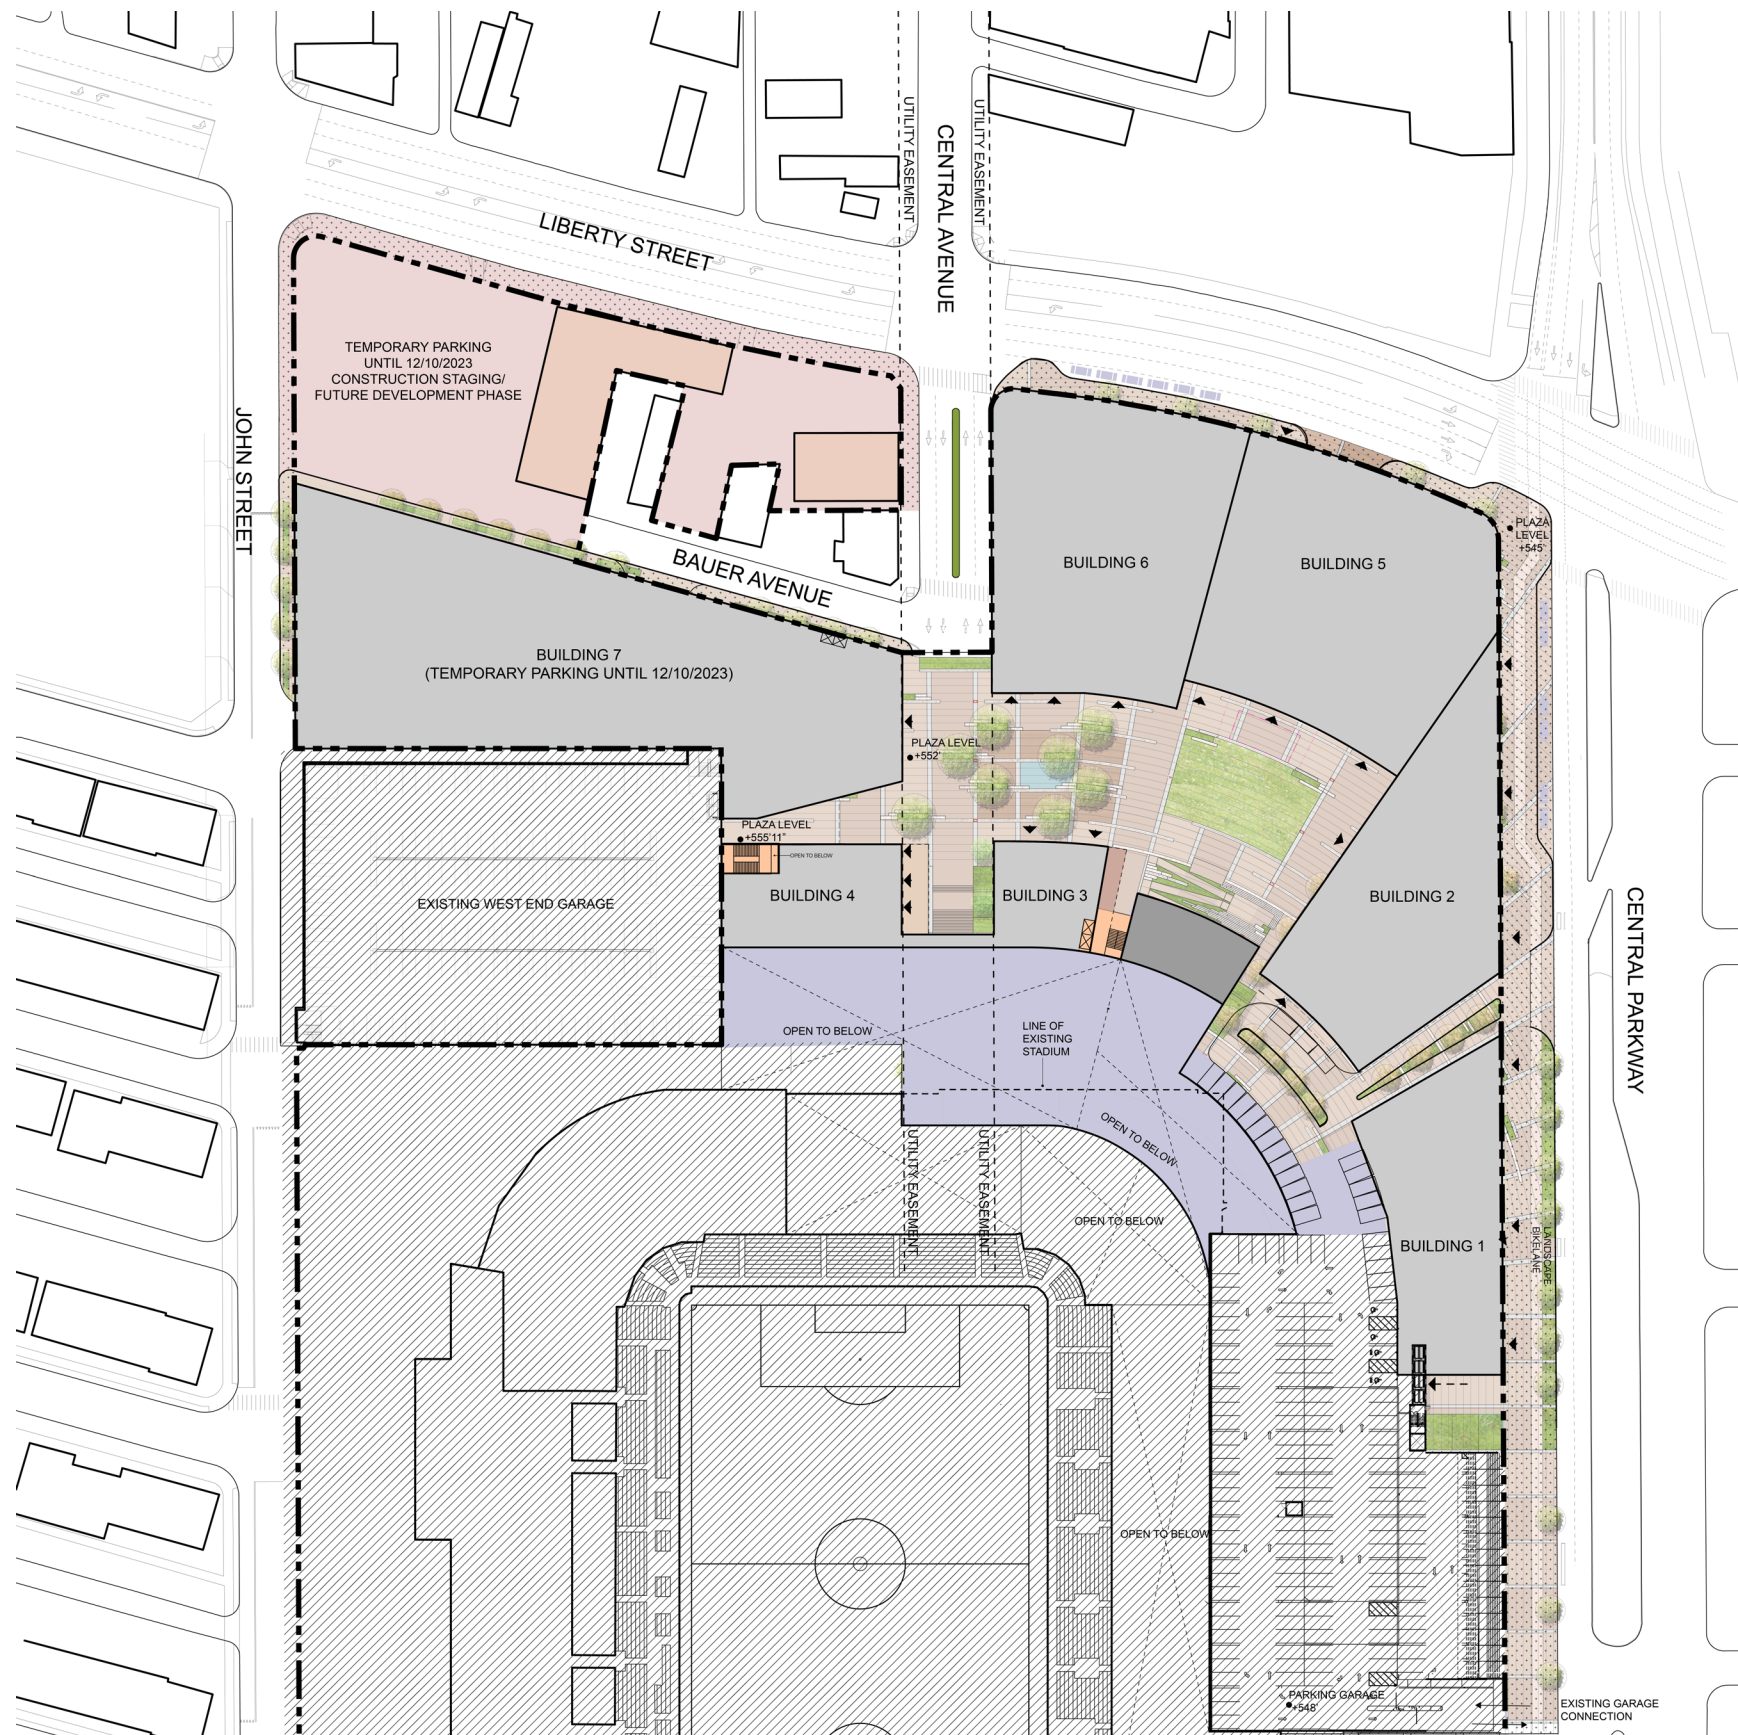 UTILITY EASEMENT
CENTRAL AVENUE
UTILITY EASEMENT
LIBERTY STREET
TEMPORARY PARKING
UNTIL 12/10/2023
CONSTRUCTION STAGING/
FUTURE DEVELOPMENT PHASE
JOHN STREET
BAUER AVENUE
BUILDING 6
BUILDING 5
PLAZA
LEVEL
+545'
BUILDING 7
(TEMPORARY PARKING UNTIL 12/10/2023)
PLAZA LEVEL
+552'
PLAZA LEVEL
+555'11"
OPEN TO BELOW
BUILDING 4
BUILDING 3
BUILDING 2
EXISTING WEST END GARAGE
CENTRAL PARKWAY
OPEN TO BELOW
LINE OF
EXISTING
STADIUM
OPEN TO BELOW
UTILITY EASEMENT
UTILITY EASEMENT
OPEN TO BELOW
BUILDING 1
LANDSCAPE
BIKELANE
OPEN TO BELOW
PARKING GARAGE
+548'
EXISTING GARAGE
CONNECTION